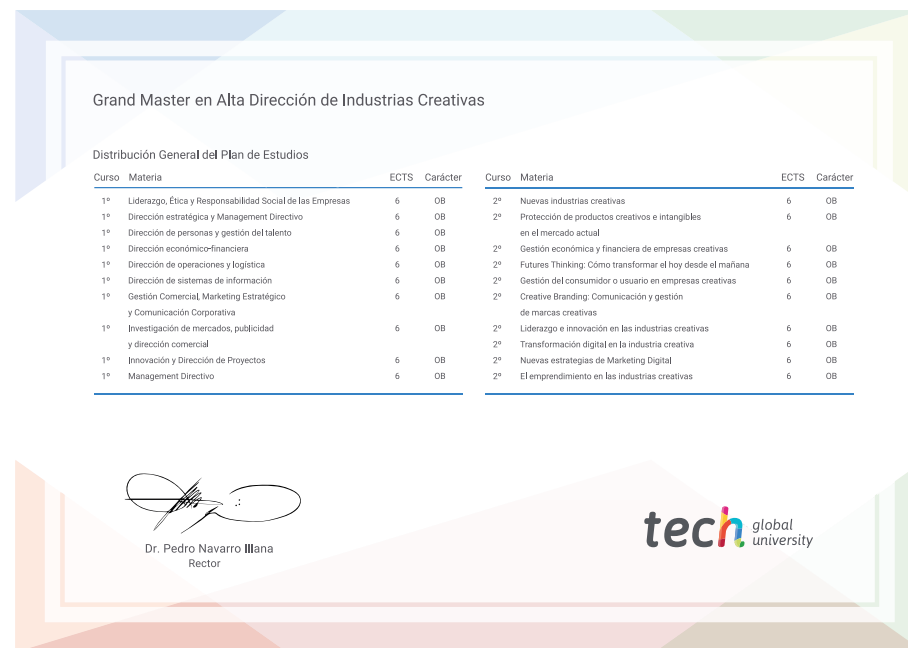 Grand Master en Alta Dirección de Industrias Creativas
Distribución General del Plan de Estudios
Curso Materia ECTS Carácter
1º Liderazgo, Ética y Responsabilidad Social de las Empresas 6 OB
1º Dirección estratégica y Management Directivo 6 OB
1º Dirección de personas y gestión del talento 6 OB
1º Dirección económico-financiera 6 OB
1º Dirección de operaciones y logística 6 OB
1º Dirección de sistemas de información 6 OB
1º Gestión Comercial, Marketing Estratégico 6 OB
y Comunicación Corporativa
1º Investigación de mercados, publicidad 6 OB
y dirección comercial
1º Innovación y Dirección de Proyectos 6 OB
1º Management Directivo 6 OB
Curso Materia ECTS Carácter
2º Nuevas industrias creativas 6 OB
2º Protección de productos creativos e intangibles 6 OB
en el mercado actual
2º Gestión económica y financiera de empresas creativas 6 OB
2º Futures Thinking: Cómo transformar el hoy desde el mañana 6 OB
2º Gestión del consumidor o usuario en empresas creativas 6 OB
2º Creative Branding: Comunicación y gestión 6 OB
de marcas creativas
2º Liderazgo e innovación en las industrias creativas 6 OB
2º Transformación digital en la industria creativa 6 OB
2º Nuevas estrategias de Marketing Digital 6 OB
2º El emprendimiento en las industrias creativas 6 OB
Dr. Pedro Navarro Illana
Rector
tech global
university